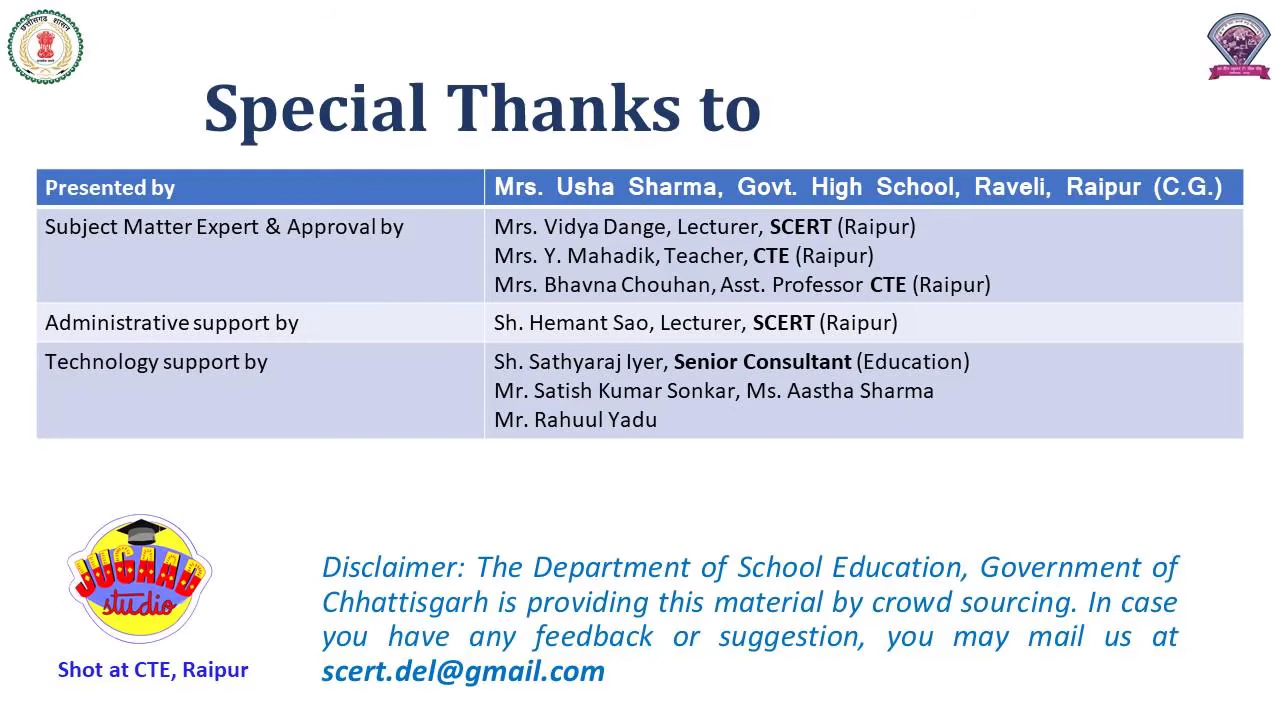 छत्तीसगढ़ शासन
Special Thanks to
Presented by
Mrs. Usha Sharma, Govt. High School, Raveli, Raipur (C.G.)
Subject Matter Expert & Approval by
Mrs. Vidya Dange, Lecturer, SCERT (Raipur)
Mrs. Y. Mahadik, Teacher, CTE (Raipur)
Mrs. Bhavna Chouhan, Asst. Professor CTE (Raipur)
Administrative support by
Sh. Hemant Sao, Lecturer, SCERT (Raipur)
Technology support by
Sh. Sathyaraj Iyer, Senior Consultant (Education)
Mr. Satish Kumar Sonkar, Ms. Aastha Sharma
Mr. Rahuul Yadu
JUGAAD
studio
Shot at CTE, Raipur
Disclaimer: The Department of School Education, Government of
Chhattisgarh is providing this material by crowd sourcing. In case
you have any feedback or suggestion, you may mail us at
scert.del@gmail.com